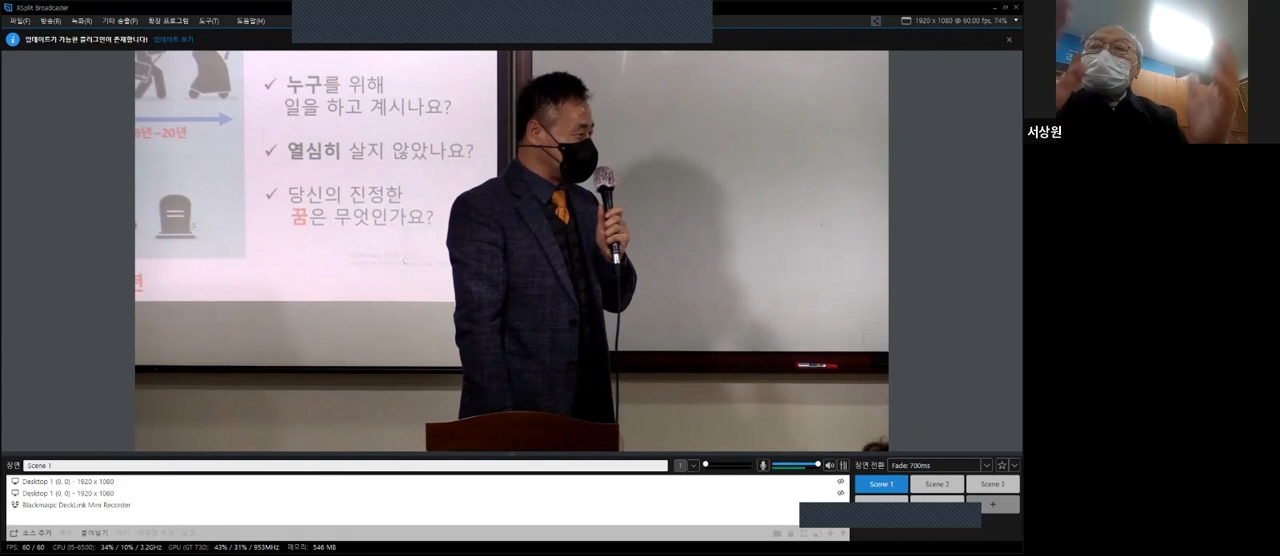 XSplit Broadcaster
파일(F) 방송(B) 녹화(R) 기타 송출(P) 확장 프로그램 도구(T) 도움말(H)
1920 x 1080 @ 60.00 fps, 74%
업데이트가 가능한 플러그인이 존재합니다! 업데이트 보기
✓ 누구를 위해
일을 하고 계시나요?
✓ 열심히 살지 않았나요?
✓ 당신의 진정한
꿈은 무엇인가요?
년~20년
서상원
장면 Scene 1
장면 전환 Fade: 700ms
Desktop 1 (0, 0) - 1920 x 1080
Desktop 1 (0, 0) - 1920 x 1080
Blackmagic DeckLink Mini Recorder
Scene 1 Scene 2 Scene 3
+
소스 추가 붙여넣기
FPS: 60 / 60 CPU (i5-6500): 34% / 10% / 3.2GHz GPU (GT 730): 43% / 31% / 953MHz 메모리: 546 MB